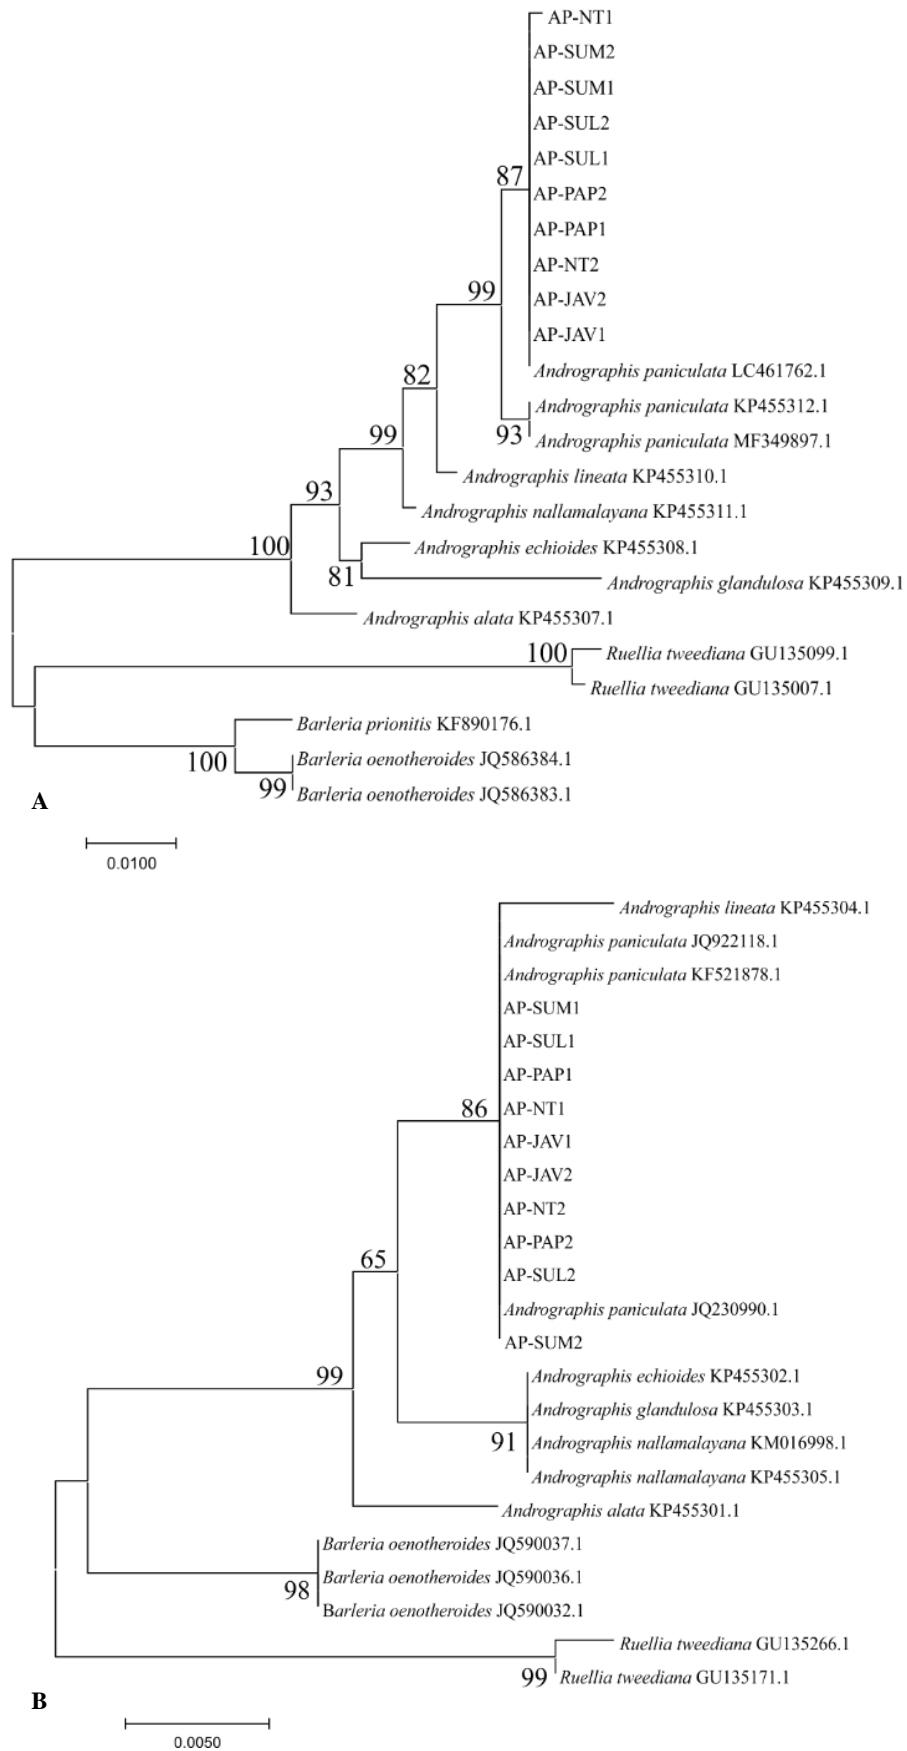 AP-NT1
AP-SUM2
AP-SUM1
AP-SUL2
AP-SUL1
87
AP-PAP2
AP-PAP1
AP-NT2
99
AP-JAV2
AP-JAV1
Andrographis paniculata LC461762.1
82
Andrographis paniculata KP455312.1
99
93
Andrographis paniculata MF349897.1
Andrographis lineata KP455310.1
93
Andrographis nallamalayana KP455311.1
100
Andrographis echioides KP455308.1
81
Andrographis glandulosa KP455309.1
Andrographis alata KP455307.1
100
Ruellia tweediana GU135099.1
Ruellia tweediana GU135007.1
Barleria prionitis KF890176.1
100
Barleria oenotheroides JQ586384.1
99
Barleria oenotheroides JQ586383.1
A
0.0100
Andrographis lineata KP455304.1
Andrographis paniculata JQ922118.1
Andrographis paniculata KF521878.1
AP-SUM1
AP-SUL1
AP-PAP1
86
AP-NT1
AP-JAV1
AP-JAV2
AP-NT2
AP-PAP2
65
AP-SUL2
Andrographis paniculata JQ230990.1
AP-SUM2
99
Andrographis echioides KP455302.1
Andrographis glandulosa KP455303.1
91
Andrographis nallamalayana KM016998.1
Andrographis nallamalayana KP455305.1
Andrographis alata KP455301.1
Barleria oenotheroides JQ590037.1
Barleria oenotheroides JQ590036.1
98
Barleria oenotheroides JQ590032.1
Ruellia tweediana GU135266.1
99
Ruellia tweediana GU135171.1
B
0.0050